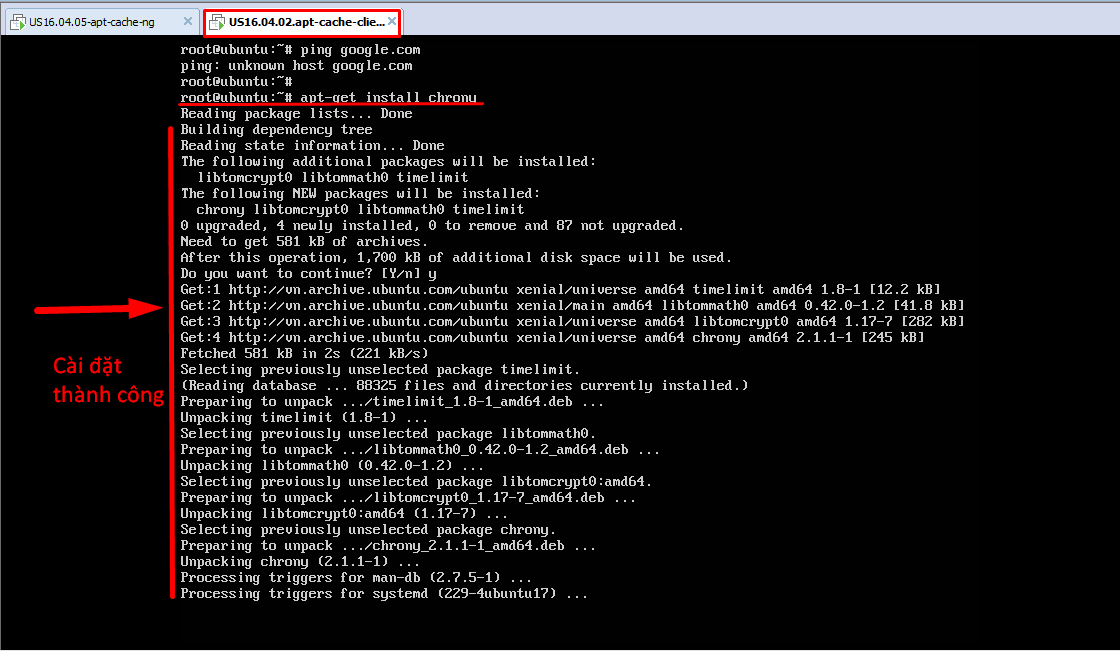 US16.04.05-apt-cache-ng
US16.04.02.apt-cache-clie...
root@ubuntu:~# ping google.com
ping: unknown host google.com
root@ubuntu:~#
root@ubuntu:~# apt-get install chrony
Reading package lists... Done
Building dependency tree
Reading state information... Done
The following additional packages will be installed:
  libtomcrypt0 libtommath0 timelimit
The following NEW packages will be installed:
  chrony libtomcrypt0 libtommath0 timelimit
0 upgraded, 4 newly installed, 0 to remove and 87 not upgraded.
Need to get 581 kB of archives.
After this operation, 1,700 kB of additional disk space will be used.
Do you want to continue? [Y/n] y
Get:1 http://vn.archive.ubuntu.com/ubuntu xenial/universe amd64 timelimit amd64 1.8-1 [12.2 kB]
Get:2 http://vn.archive.ubuntu.com/ubuntu xenial/main amd64 libtommath0 amd64 0.42.0-1.2 [41.8 kB]
Get:3 http://vn.archive.ubuntu.com/ubuntu xenial/universe amd64 libtomcrypt0 amd64 1.17-7 [282 kB]
Get:4 http://vn.archive.ubuntu.com/ubuntu xenial/universe amd64 chrony amd64 2.1.1-1 [245 kB]
Fetched 581 kB in 2s (221 kB/s)
Selecting previously unselected package timelimit.
(Reading database ... 88325 files and directories currently installed.)
Preparing to unpack .../timelimit_1.8-1_amd64.deb ...
Unpacking timelimit (1.8-1) ...
Selecting previously unselected package libtommath0.
Preparing to unpack .../libtommath0_0.42.0-1.2_amd64.deb ...
Unpacking libtommath0 (0.42.0-1.2) ...
Selecting previously unselected package libtomcrypt0:amd64.
Preparing to unpack .../libtomcrypt0_1.17-7_amd64.deb ...
Unpacking libtomcrypt0:amd64 (1.17-7) ...
Selecting previously unselected package chrony.
Preparing to unpack .../chrony_2.1.1-1_amd64.deb ...
Unpacking chrony (2.1.1-1) ...
Processing triggers for man-db (2.7.5-1) ...
Processing triggers for systemd (229-4ubuntu17) ...
Cài đặt
thành công